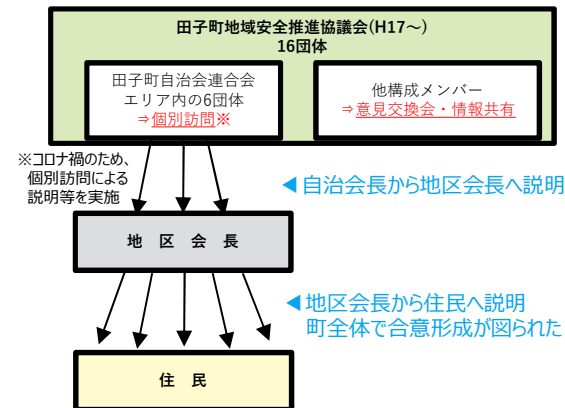 田子町地域安全推進協議会(H17～)
16団体
田子町自治会連合会
エリア内の6団体
⇒個別訪問※
他構成メンバー
⇒意見交換会・情報共有
※コロナ禍のため、
個別訪問による
説明等を実施
◀自治会長から地区会長へ説明
地 区 会 長
◀地区会長から住民へ説明
町全体で合意形成が図られた
住 民